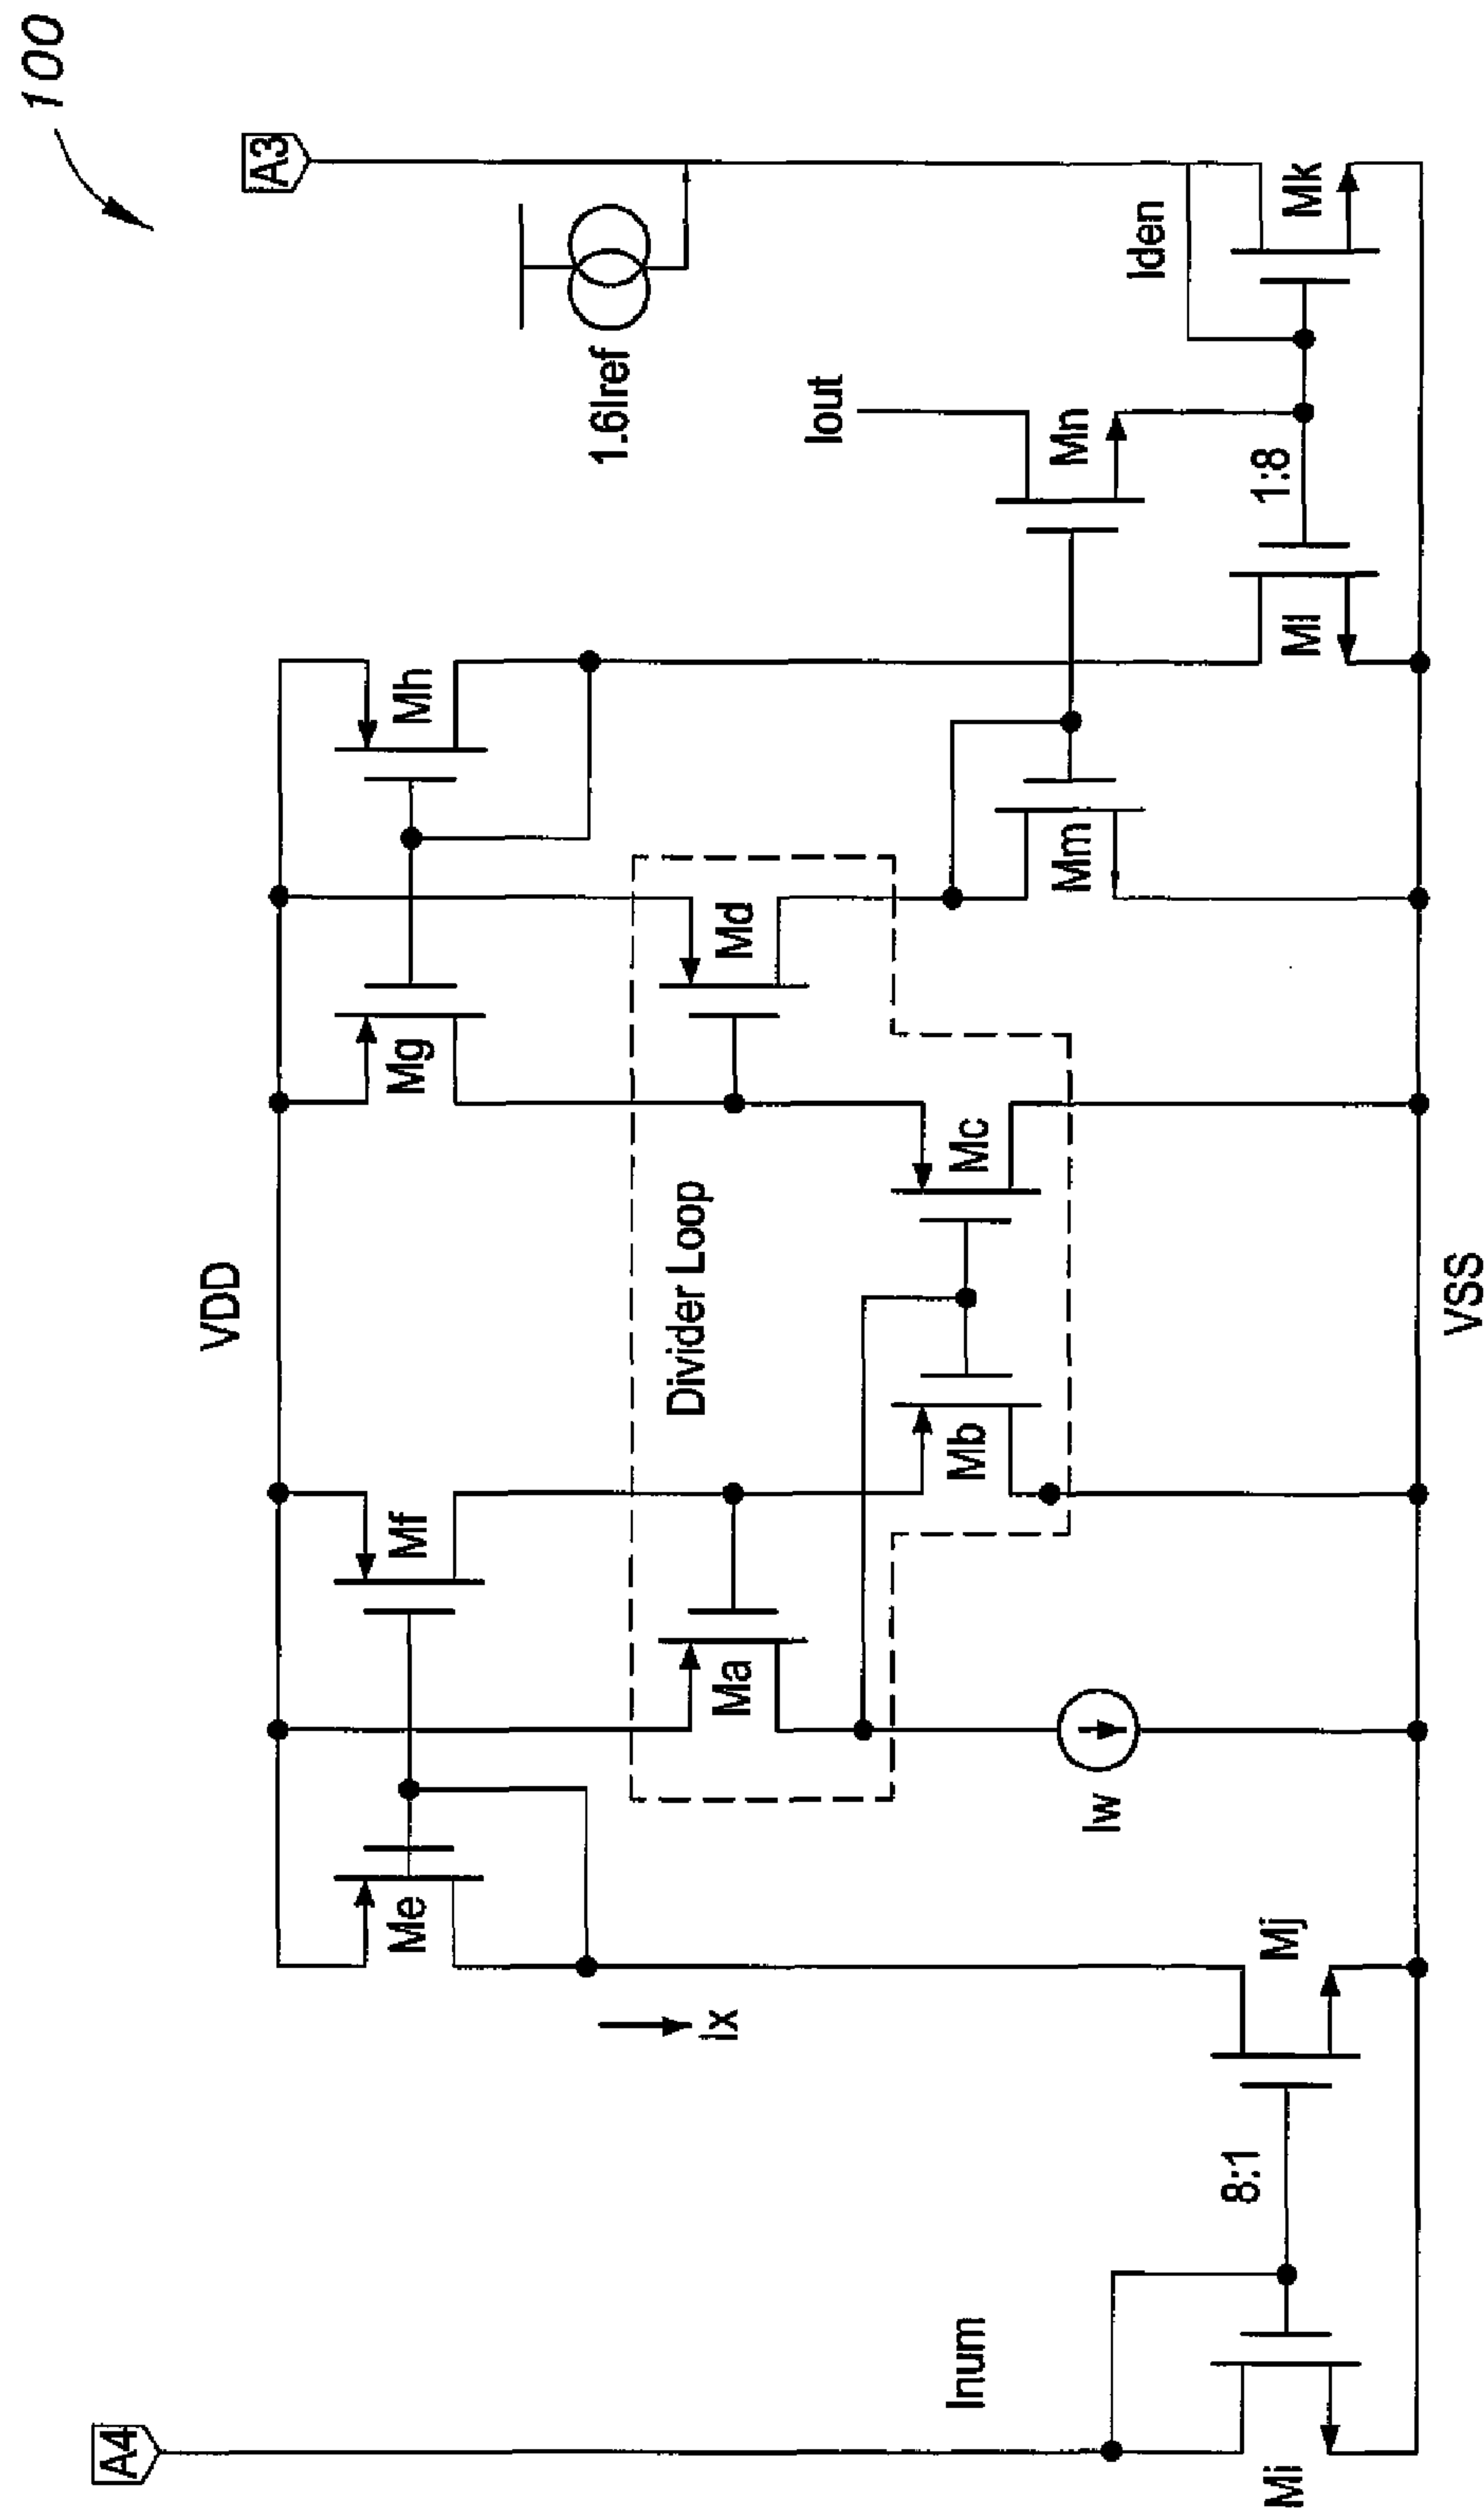 100
A4
A3
VDD
Me
Mf
Mg
Mh
1.6Iref
ix
Divider Loop
Ma
Md
Iout
Inum
Iw
Mb
Mc
Mm
Mn
Iden
8:1
1:8
Mi
Mj
Ml
Mk
VSS